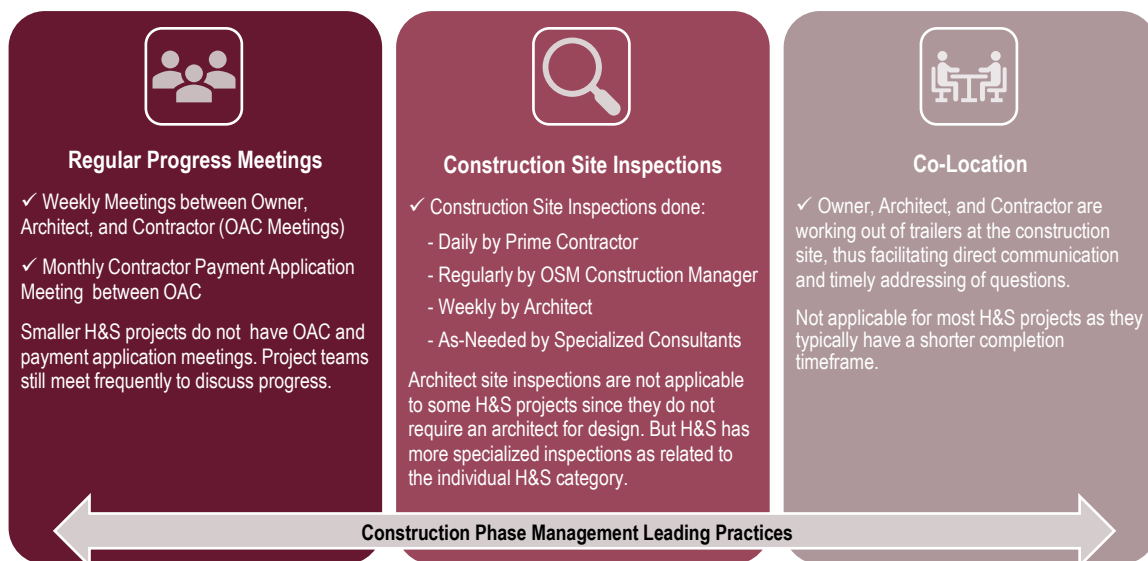 Regular Progress Meetings
✓ Weekly Meetings between Owner,
Architect, and Contractor (OAC Meetings)
✓ Monthly Contractor Payment Application
Meeting between OAC
Smaller H&S projects do not have OAC and
payment application meetings. Project teams
still meet frequently to discuss progress.
Construction Site Inspections
✓ Construction Site Inspections done:
- Daily by Prime Contractor
- Regularly by OSM Construction Manager
- Weekly by Architect
- As-Needed by Specialized Consultants
Architect site inspections are not applicable
to some H&S projects since they do not
require an architect for design. But H&S has
more specialized inspections as related to
the individual H&S category.
Co-Location
✓ Owner, Architect, and Contractor are
working out of trailers at the construction
site, thus facilitating direct communication
and timely addressing of questions.
Not applicable for most H&S projects as they
typically have a shorter completion
timeframe.
Construction Phase Management Leading Practices